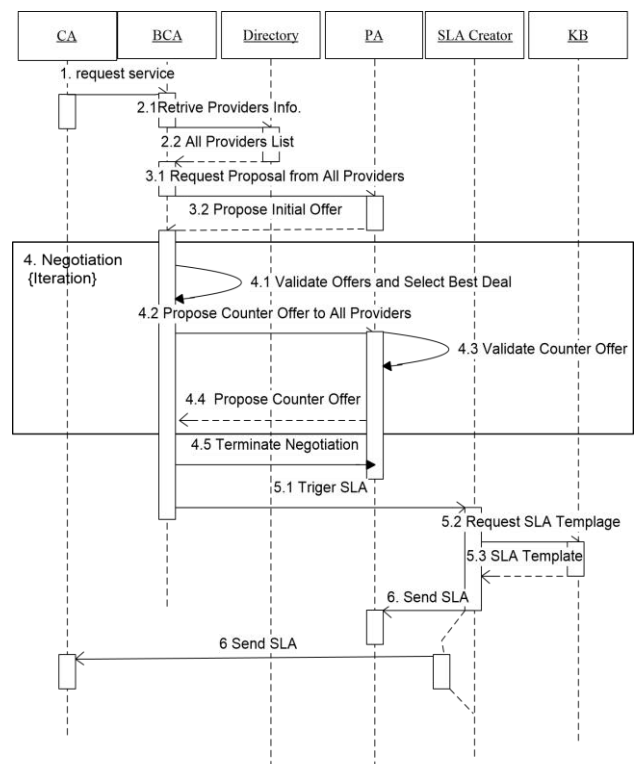 CA BCA Directory PA SLA Creator KB
1. request service
2.1Retrive Providers Info.
2.2 All Providers List
3.1 Request Proposal from All Providers
3.2 Propose Initial Offer
4. Negotiation
{Iteration}
4.1 Validate Offers and Select Best Deal
4.2 Propose Counter Offer to All Providers
4.3 Validate Counter Offer
4.4 Propose Counter Offer
4.5 Terminate Negotiation
5.1 Triger SLA
5.2 Request SLA Templage
5.3 SLA Template
6. Send SLA
6 Send SLA